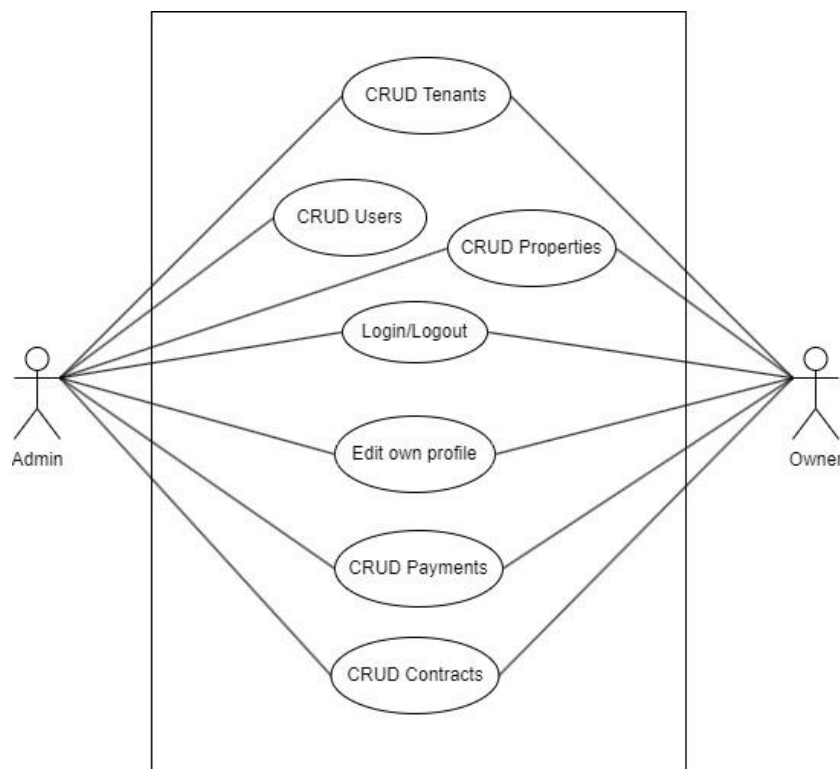 CRUD Tenants
CRUD Users
CRUD Properties
Login/Logout
Edit own profile
Admin
Owner
CRUD Payments
CRUD Contracts